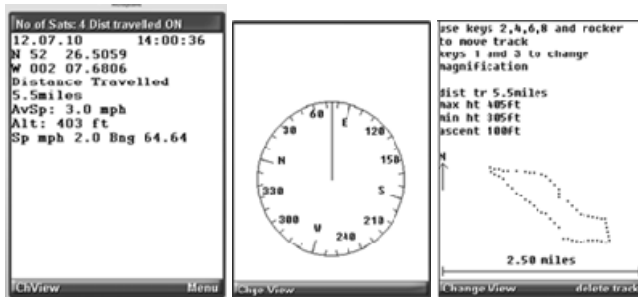 No of Sats: 4 Dist travelled ON
12.07.10 14:00:36
N 52 26.5059
W 002 07.6806
Distance Travelled
5.5miles
AvSp: 3.0 mph
Alt: 403 ft
Sp mph 2.0 Bng 64.64
ChView Menu
60
E
30
120
N
150
330
S
300
210
W
240
Chge View
use keys 2,4,6,8 and rocker
to move track
keys 1 and 3 to change
magnification
dist tr 5.5miles
max ht 405ft
min ht 305ft
ascent 100ft
N
2.50 miles
Change View delete track